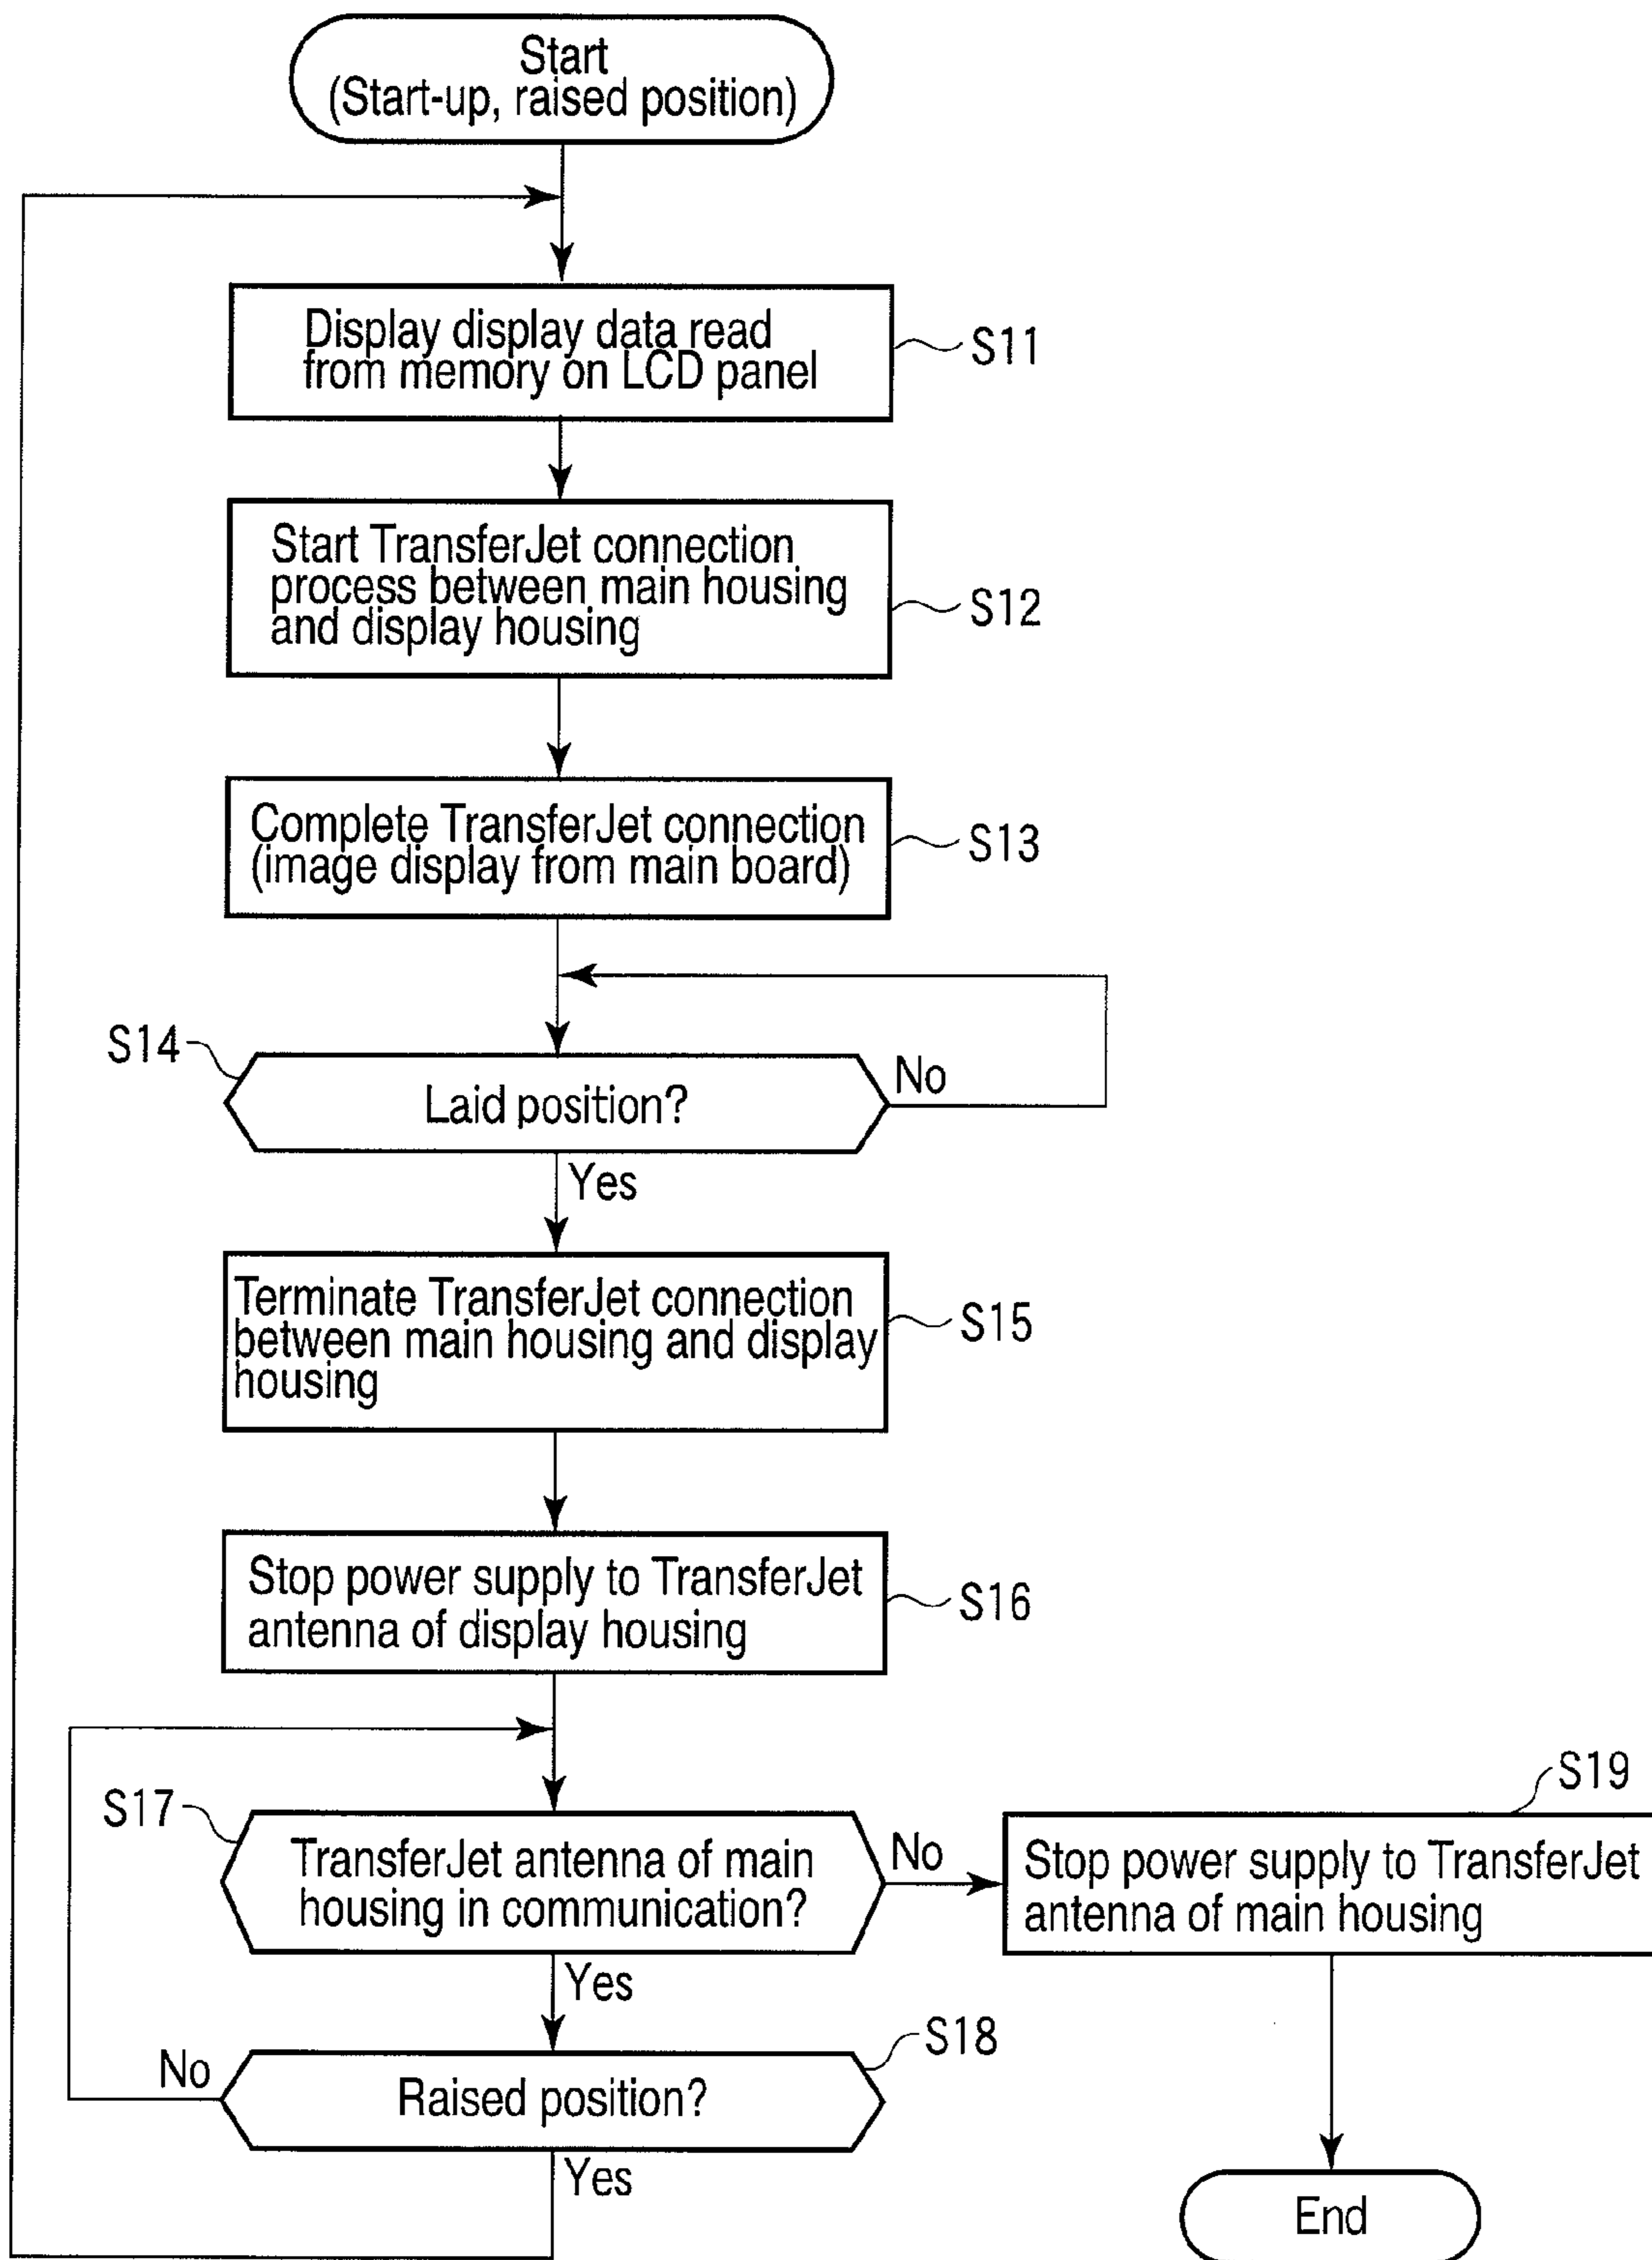 Start
(Start-up, raised position)
Display display data read
from memory on LCD panel
S11
Start TransferJet connection
process between main housing
and display housing
S12
Complete TransferJet connection
(image display from main board)
S13
S14
Laid position?
No
Yes
Terminate TransferJet connection
between main housing and display
housing
S15
Stop power supply to TransferJet
antenna of display housing
S16
S17
TransferJet antenna of main
housing in communication?
No
S19
Stop power supply to TransferJet
antenna of main housing
Yes
S18
No
Raised position?
Yes
End